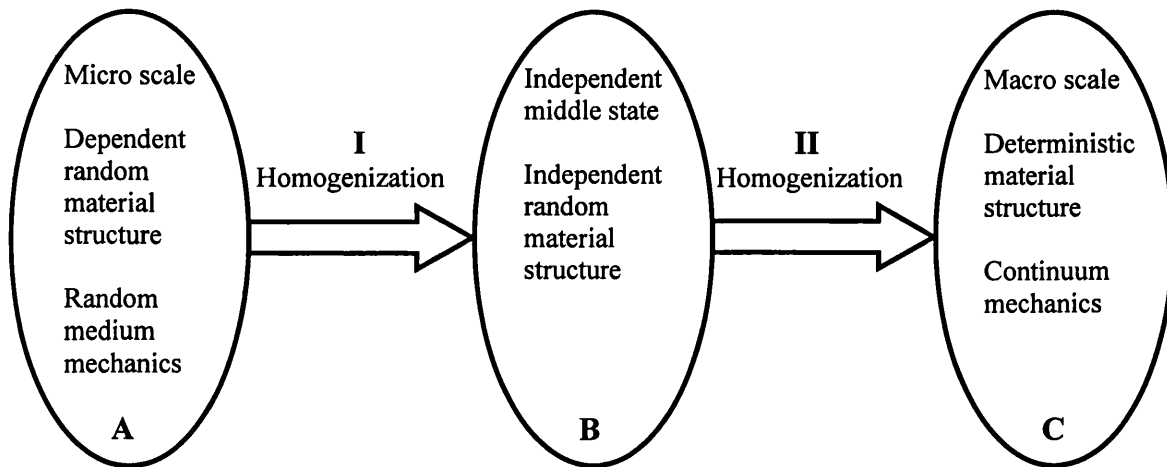 Micro scale
Dependent
random
material
structure
Random
medium
mechanics
A
I
Homogenization
Independent
middle state
Independent
random
material
structure
B
II
Homogenization
Macro scale
Deterministic
material
structure
Continuum
mechanics
C